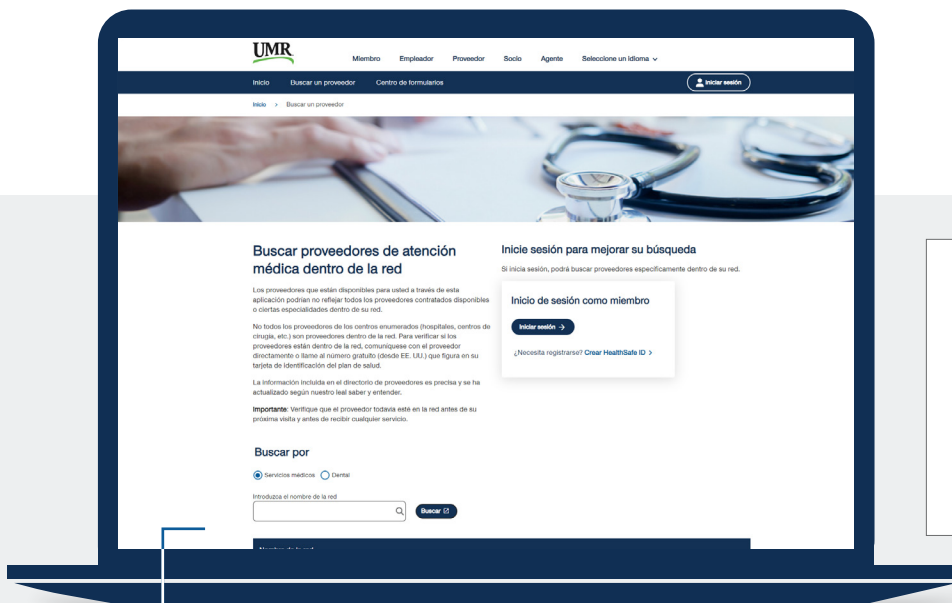 UMR
Miembro Empleador Proveedor Socio Agente Seleccione un idioma
Inicio Buscar un proveedor Centro de formularios Iniciar sesión
Inicio > Buscar un proveedor
Buscar proveedores de atención
médica dentro de la red
Los proveedores que están disponibles para usted a través de esta
aplicación podrían no reflejar todos los proveedores contratados disponibles
o ciertas especialidades dentro de su red.
No todos los proveedores de los centros enumerados (hospitales, centros de
cirugía, etc.) son proveedores dentro de la red. Para verificar si los
proveedores están dentro de la red, comuníquese con el proveedor
directamente o llame al número gratuito (desde EE. UU.) que figura en su
tarjeta de identificación del plan de salud.
La información incluida en el directorio de proveedores es precisa y se ha
actualizado según nuestro leal saber y entender.
Importante: Verifique que el proveedor todavía esté en la red antes de su
próxima visita y antes de recibir cualquier servicio.
Inicie sesión para mejorar su búsqueda
Si inicia sesión, podrá buscar proveedores específicamente dentro de su red.
Inicio de sesión como miembro
Iniciar sesión →
¿Necesita registrarse? Crear HealthSafe ID >
Buscar por
Servicios médicos Dental
Introduzca el nombre de la red
Buscar